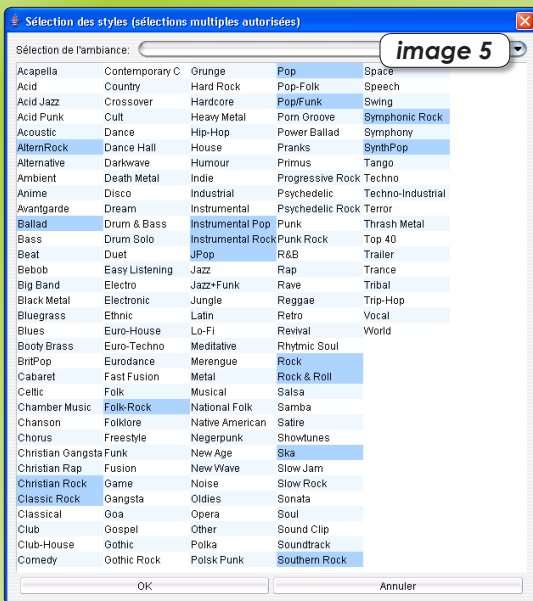 Sélection des styles (sélections multiples autorisées)
Sélection de l'ambiance:
image 5
Acapella Contemporary C Grunge Pop Space
Acid Country Hard Rock Pop-Folk Speech
Acid Jazz Crossover Hardcore Pop/Funk Swing
Acid Punk Cult Heavy Metal Porn Groove Symphonic Rock
Acoustic Dance Hip-Hop Power Ballad Symphony
AlternRock Dance Hall House Pranks SynthPop
Alternative Darkwave Humour Primus Tango
Ambient Death Metal Indie Progressive Rock Techno
Anime Disco Industrial Psychedelic Techno-Industrial
Avantgarde Dream Instrumental Psychedelic Rock Terror
Ballad Drum & Bass Instrumental Pop Punk Thrash Metal
Bass Drum Solo Instrumental Rock Punk Rock Top 40
Beat Duet JPop R&B Trailer
Bebob Easy Listening Jazz Rap Trance
Big Band Electro Jazz+Funk Rave Tribal
Black Metal Electronic Jungle Reggae Trip-Hop
Bluegrass Ethnic Latin Retro Vocal
Blues Euro-House Lo-Fi Revival World
Booty Brass Euro-Techno Meditative Rhytmic Soul
BritPop Eurodance Merengue Rock
Cabaret Fast Fusion Metal Rock & Roll
Celtic Folk Musical Salsa
Chamber Music Folk-Rock National Folk Samba
Chanson Folklore Native American Satire
Chorus Freestyle Negerpunk Showtunes
Christian Gangsta Funk New Age Ska
Christian Rap Fusion New Wave Slow Jam
Christian Rock Game Noise Slow Rock
Classic Rock Gangsta Oldies Sonata
Classical Goa Opera Soul
Club Gospel Other Sound Clip
Club-House Gothic Polka Soundtrack
Comedy Gothic Rock Polsk Punk Southern Rock
OK Annuler